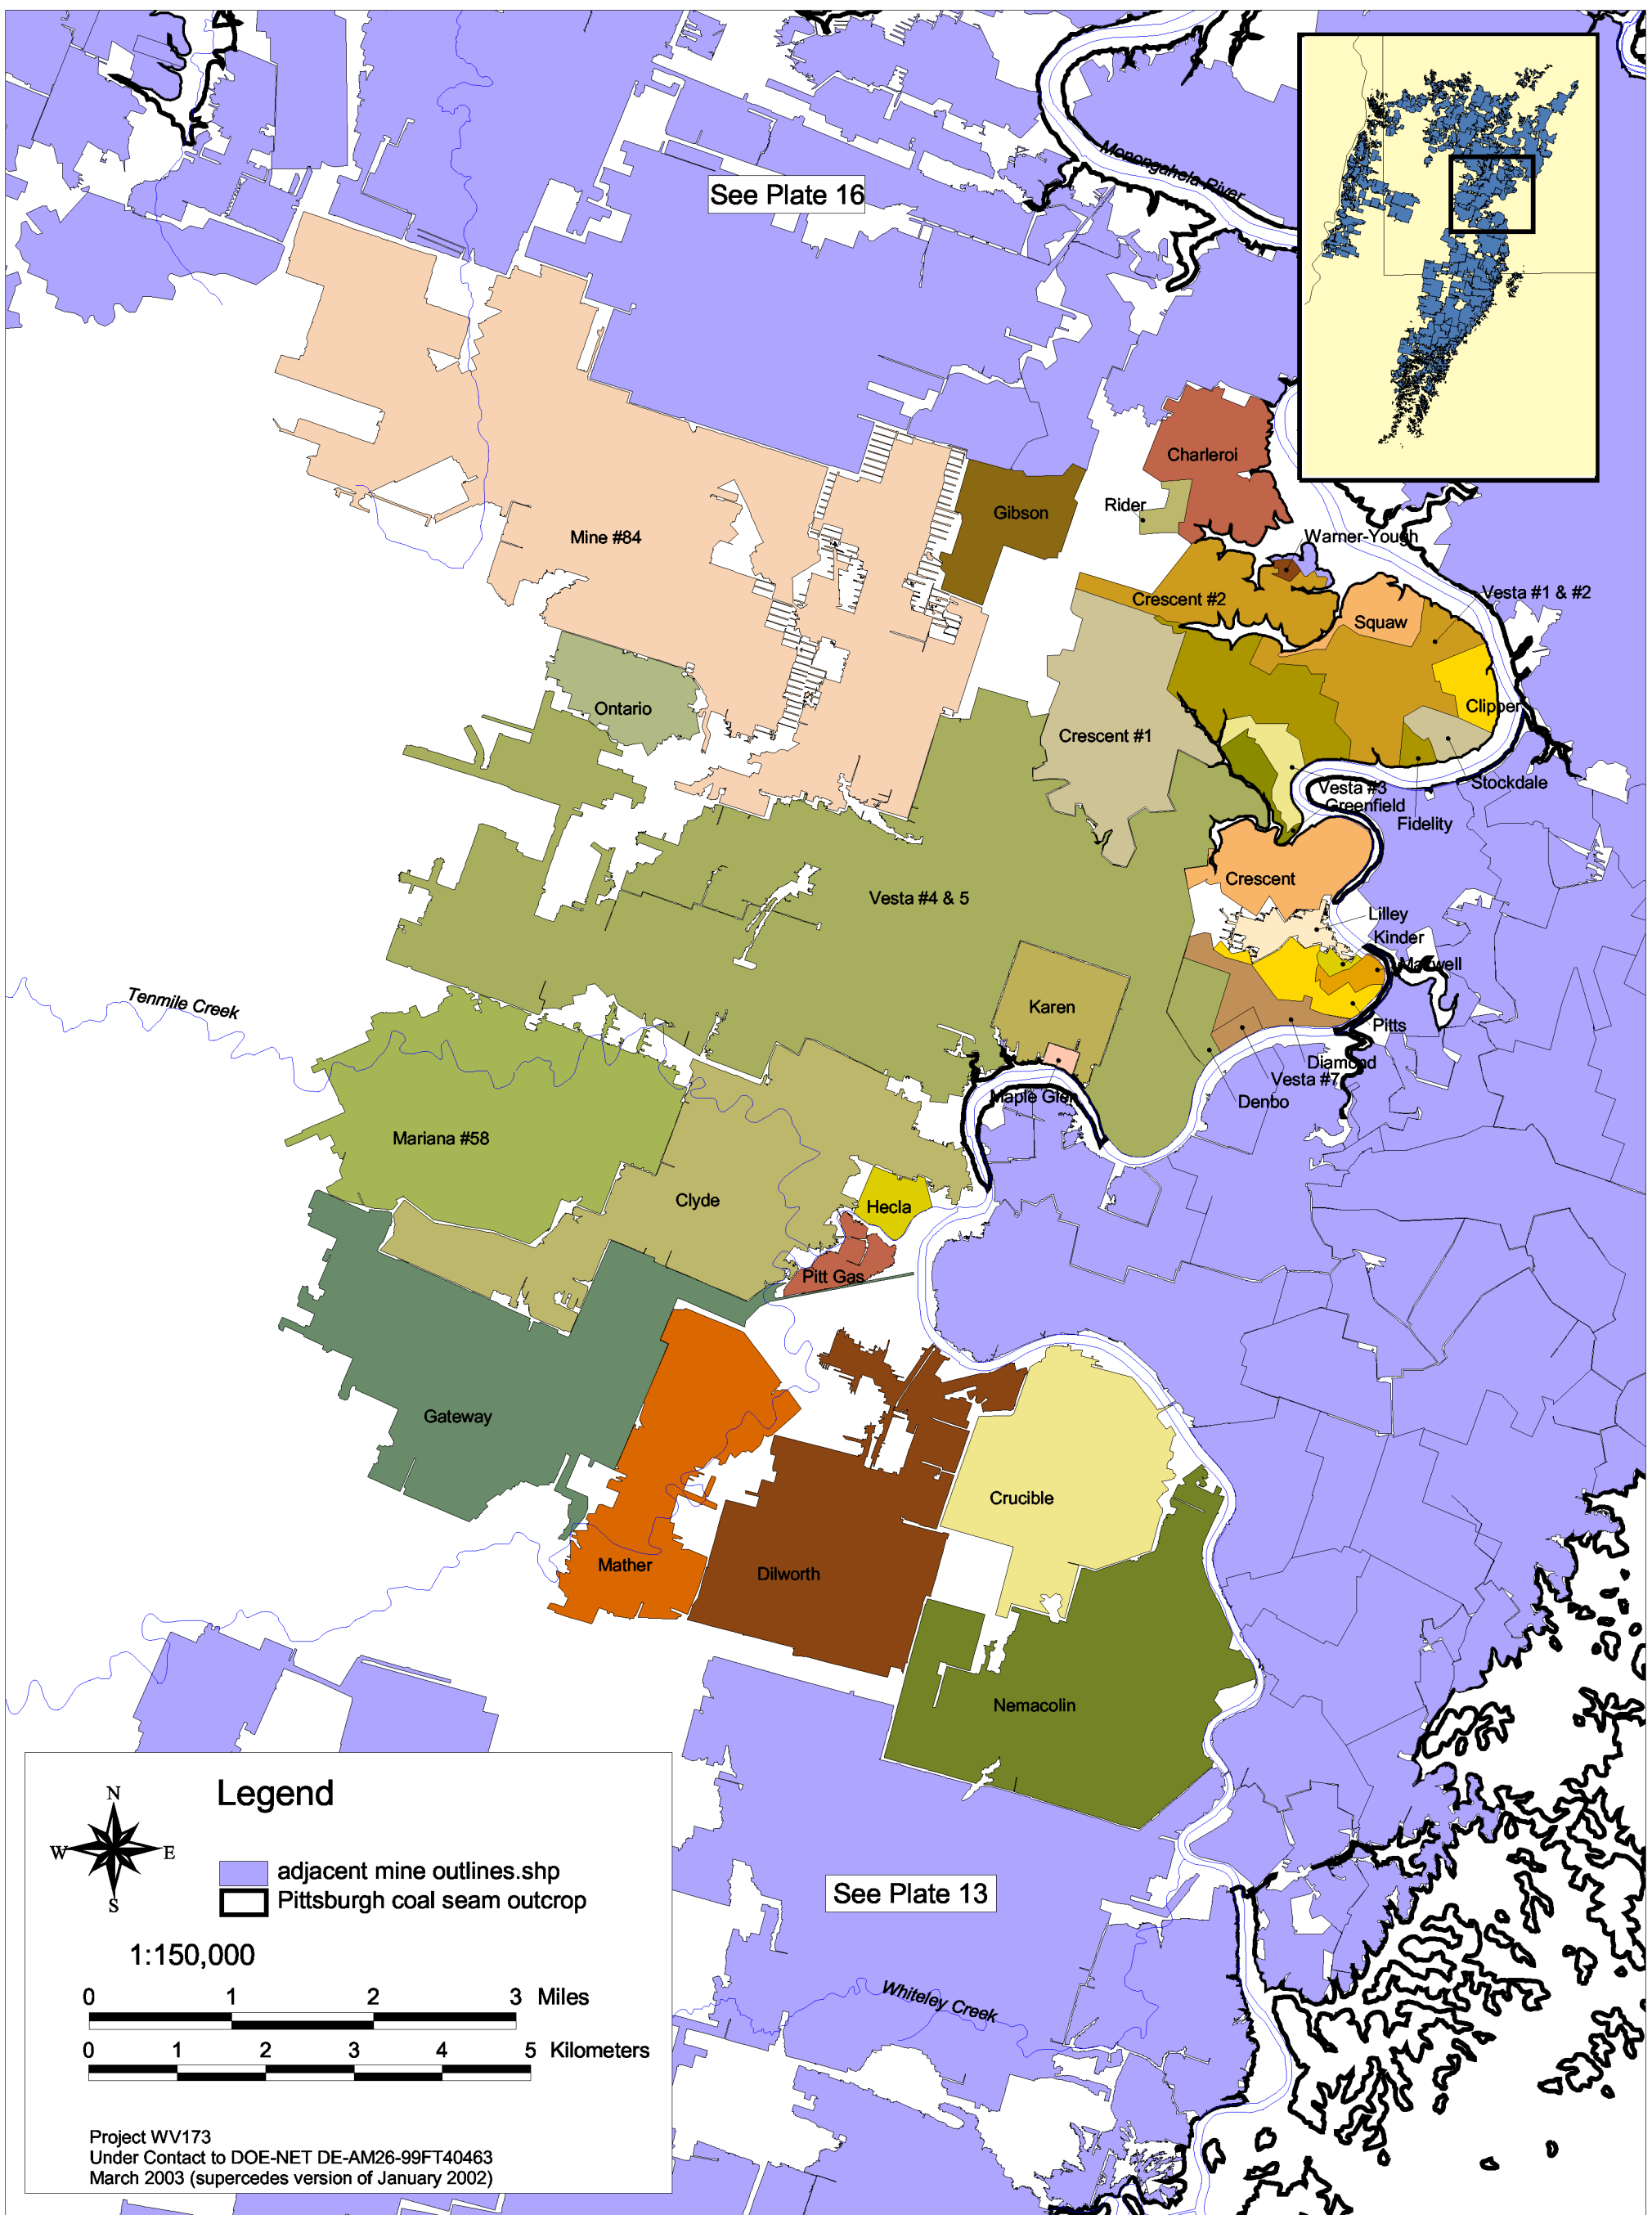 Monongahela River
See Plate 16
Charleroi
Rider
Gibson
Warner-Yough
Mine #84
Vesta #1 & #2
Crescent #2
Squaw
Ontario
Clipper
Crescent #1
Stockdale
Vesta #3
Greenfield
Fidelity
Crescent
Vesta #4 & 5
Lilley
Kinder
Maxwell
Tenmile Creek
Karen
Pitts
Diamond
Vesta #7
Maple Glen
Denbo
Mariana #58
Clyde
Hecla
Pitt Gas
Gateway
Crucible
Mather
Dilworth
Nemacolin
N
W
E
S
Legend
adjacent mine outlines.shp
Pittsburgh coal seam outcrop
See Plate 13
1:150,000
0 1 2 3 Miles
0 1 2 3 4 5 Kilometers
Whiteley Creek
Project WV173
Under Contact to DOE-NET DE-AM26-99FT40463
March 2003 (supercedes version of January 2002)